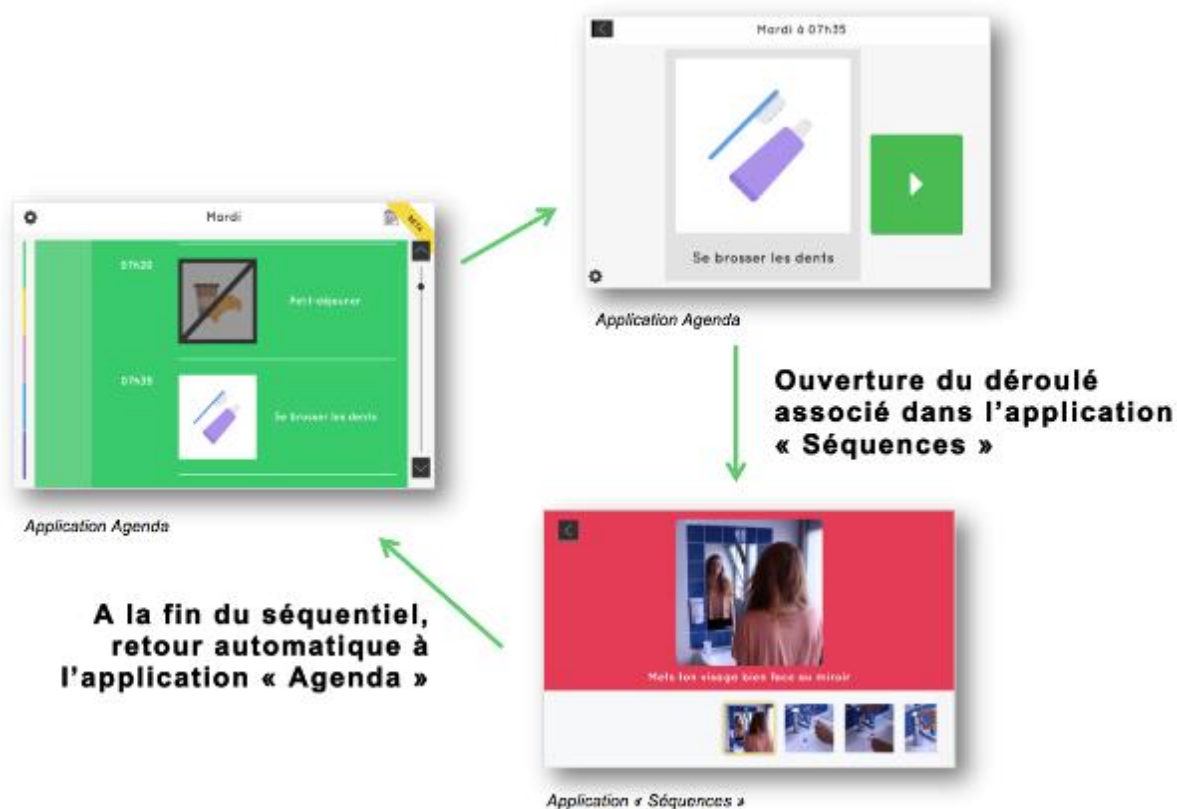 Mardi à 07h35
Se brosser les dents
Application Agenda
Mardi
BETA
07h20
Petit-déjeuner
07h35
Se brosser les dents
Application Agenda
Ouverture du déroulé
associé dans l'application
« Séquences »
A la fin du séquentiel,
retour automatique à
l'application « Agenda »
Mets ton visage bien face au miroir
Application « Séquences »